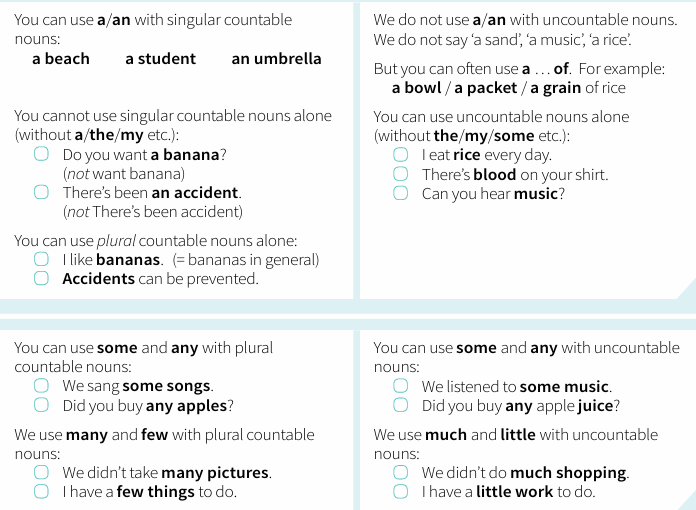 You can use a/an with singular countable
nouns:
a beach a student an umbrella
You cannot use singular countable nouns alone
(without a/the/my etc.):
Do you want a banana?
(not want banana)
There’s been an accident.
(not There’s been accident)
You can use plural countable nouns alone:
I like bananas. (= bananas in general)
Accidents can be prevented.
We do not use a/an with uncountable nouns.
We do not say ‘a sand’, ‘a music’, ‘a rice’.
But you can often use a … of. For example:
a bowl / a packet / a grain of rice
You can use uncountable nouns alone
(without the/my/some etc.):
I eat rice every day.
There’s blood on your shirt.
Can you hear music?
You can use some and any with plural
countable nouns:
We sang some songs.
Did you buy any apples?
We use many and few with plural countable
nouns:
We didn’t take many pictures.
I have a few things to do.
You can use some and any with uncountable
nouns:
We listened to some music.
Did you buy any apple juice?
We use much and little with uncountable
nouns:
We didn’t do much shopping.
I have a little work to do.